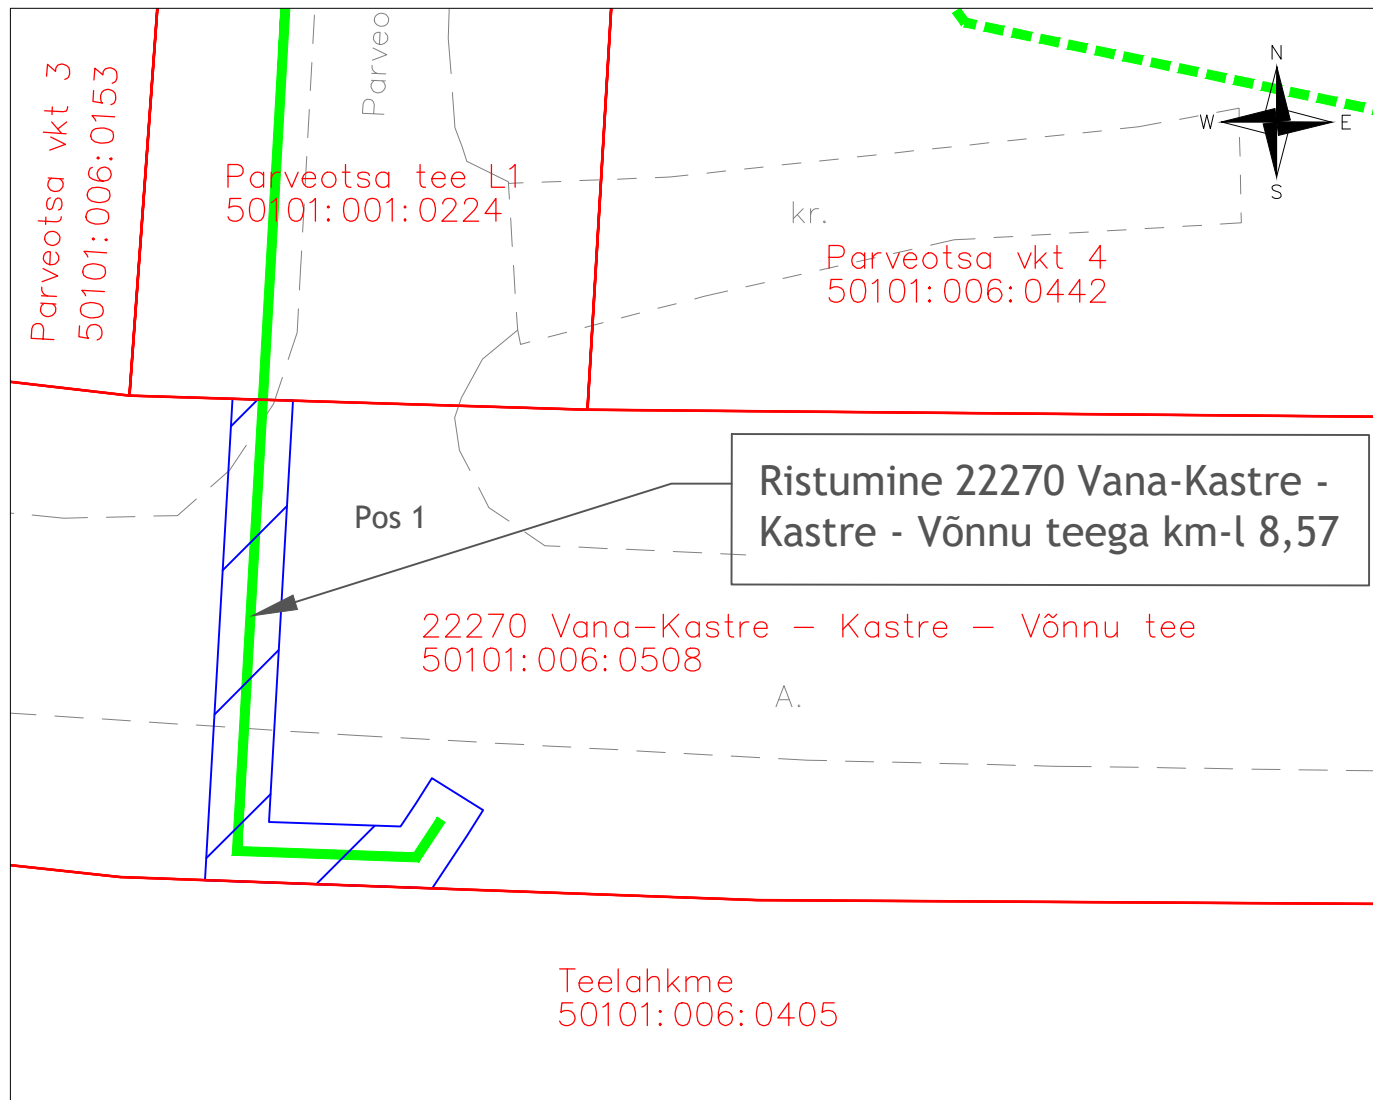 Parveotsa vkt 3
50101:006:0153
Parveo
Parveotsa tee L1
50101:001:0224
N
W
E
S
kr.
Parveotsa vkt 4
50101:006:0442
Ristumine 22270 Vana-Kastre -
Kastre - Võnnu teega km-l 8,57
Pos 1
22270 Vana-Kastre - Kastre - Võnnu tee
50101:006:0508
A.
Teelahkme
50101:006:0405